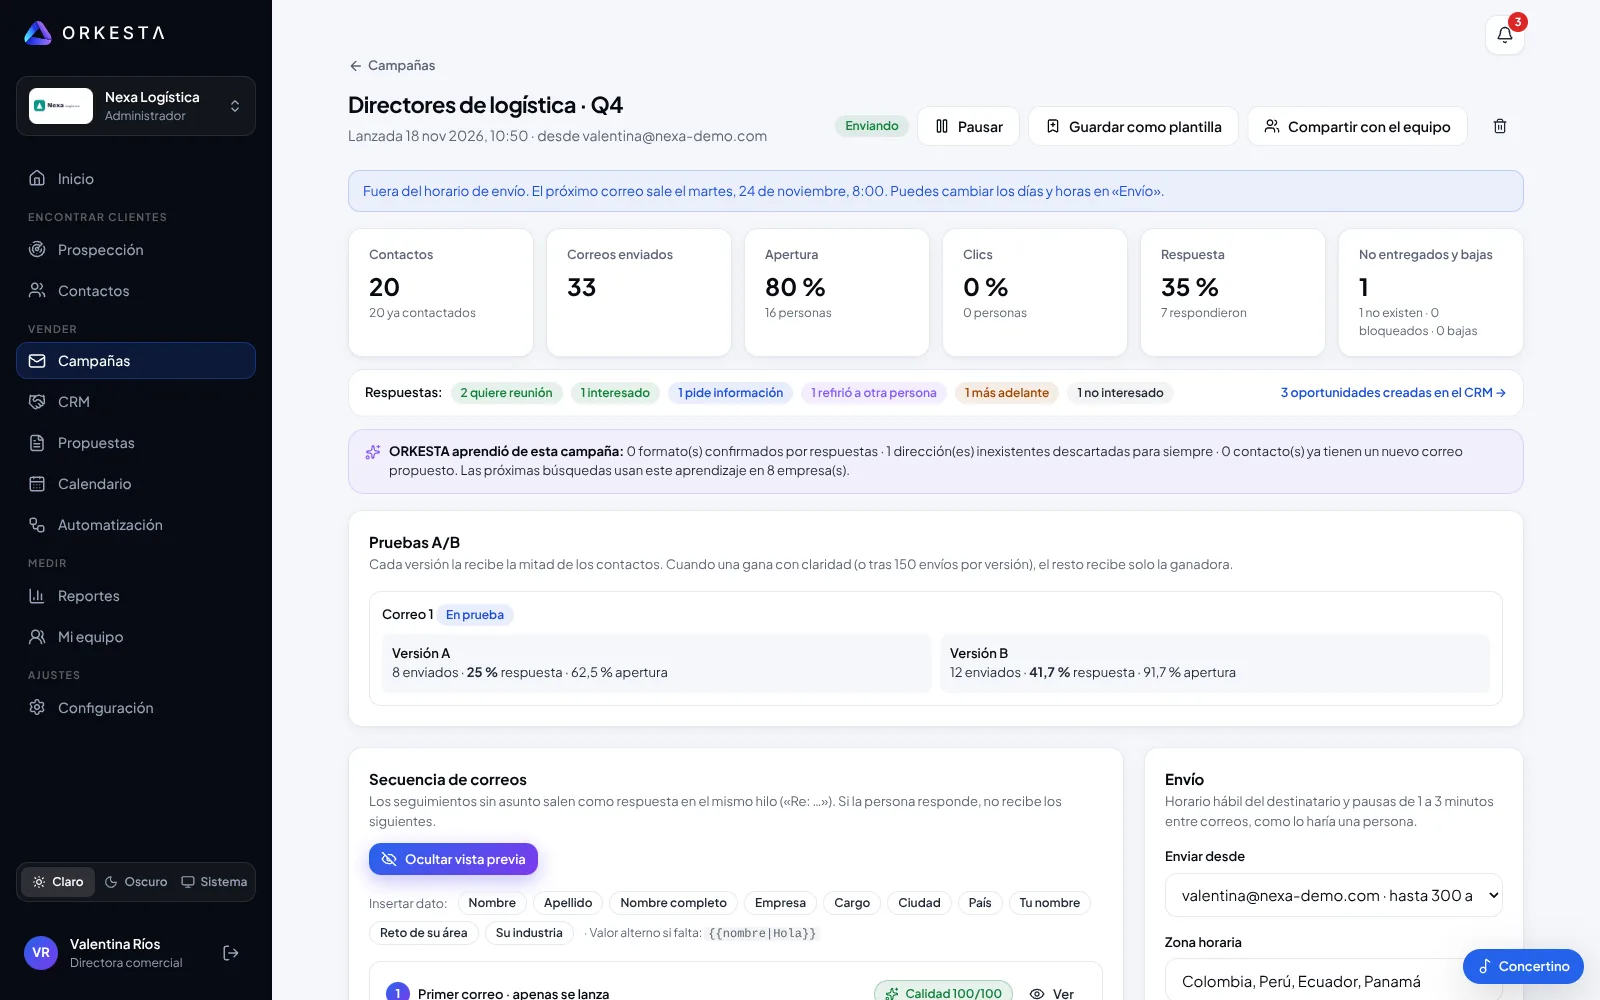 ORKESTA
Nexa
Nexa Logística
Administrador
Inicio
ENCONTRAR CLIENTES
Prospección
Contactos
VENDER
Campañas
CRM
Propuestas
Calendario
Automatización
MEDIR
Reportes
Mi equipo
AJUSTES
Configuración
Claro
Oscuro
Sistema
VR
Valentina Ríos
Directora comercial
3
Campañas
Directores de logística · Q4
Lanzada 18 nov 2026, 10:50 · desde valentina@nexa-demo.com
Enviando
Pausar
Guardar como plantilla
Compartir con el equipo
Fuera del horario de envío. El próximo correo sale el martes, 24 de noviembre, 8:00. Puedes cambiar los días y horas en «Envío».
Contactos
20
20 ya contactados
Correos enviados
33
Apertura
80 %
16 personas
Clics
0 %
0 personas
Respuesta
35 %
7 respondieron
No entregados y bajas
1
1 no existen · 0
bloqueados · 0 bajas
Respuestas:
2 quiere reunión
1 interesado
1 pide información
1 refirió a otra persona
1 más adelante
1 no interesado
3 oportunidades creadas en el CRM →
ORKESTA aprendió de esta campaña: 0 formato(s) confirmados por respuestas · 1 dirección(es) inexistentes descartadas para siempre · 0 contacto(s) ya tienen un nuevo correo
propuesto. Las próximas búsquedas usan este aprendizaje en 8 empresa(s).
Pruebas A/B
Cada versión la recibe la mitad de los contactos. Cuando una gana con claridad (o tras 150 envíos por versión), el resto recibe solo la ganadora.
Correo 1
En prueba
Versión A
8 enviados · 25 % respuesta · 62,5 % apertura
Versión B
12 enviados · 41,7 % respuesta · 91,7 % apertura
Secuencia de correos
Los seguimientos sin asunto salen como respuesta en el mismo hilo («Re: …»). Si la persona responde, no recibe los
siguientes.
Ocultar vista previa
Insertar dato:
Nombre
Apellido
Nombre completo
Empresa
Cargo
Ciudad
País
Tu nombre
Reto de su área
Su industria
· Valor alterno si falta: {{nombre|Hola}}
1
Primer correo · apenas se lanza
Calidad 100/100
Ver
Envío
Horario hábil del destinatario y pausas de 1 a 3 minutos
entre correos, como lo haría una persona.
Enviar desde
valentina@nexa-demo.com · hasta 300 a
Zona horaria
Colombia, Perú, Ecuador, Panamá
Concertino